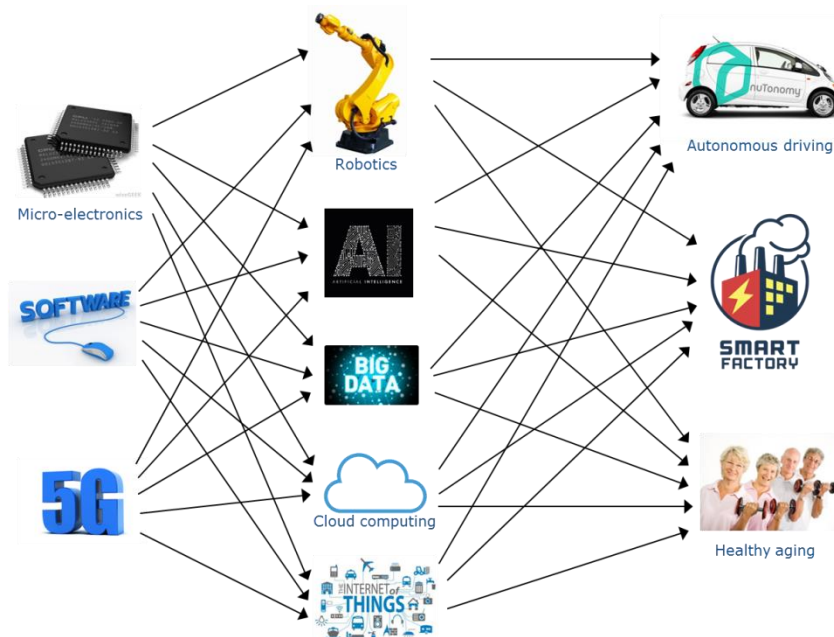 nuTonomy
Robotics
Autonomous driving
Micro-electronics
AI
ARTIFICIAL INTELLIGENCE
SOFTWARE
SMART
FACTORY
BIG
DATA
5G
Cloud computing
Healthy aging
THE INTERNET of
THINGS